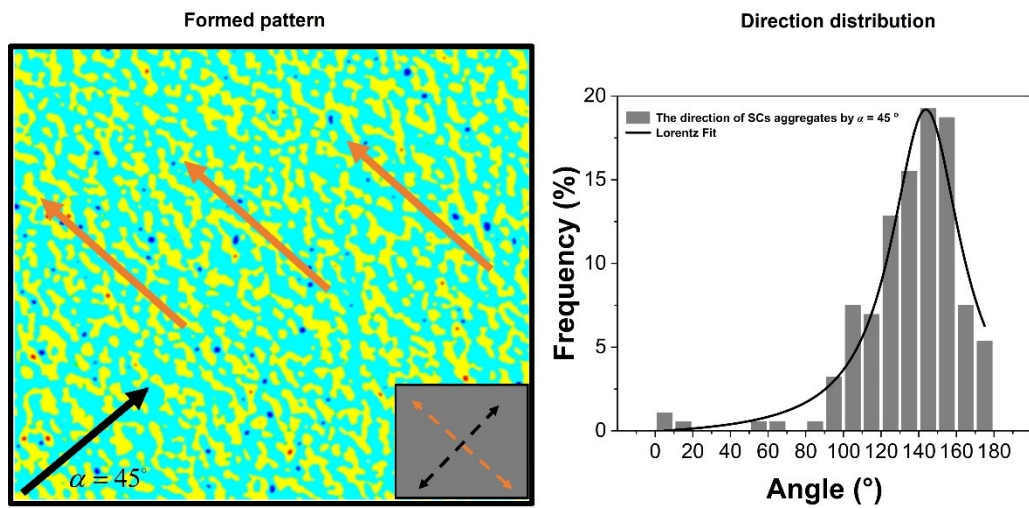 Formed pattern
Direction distribution
α = 45°
20
15
10
5
0
Frequency (%)
The direction of SCs aggregates by α = 45 °
Lorentz Fit
0 20 40 60 80 100 120 140 160 180
Angle (°)